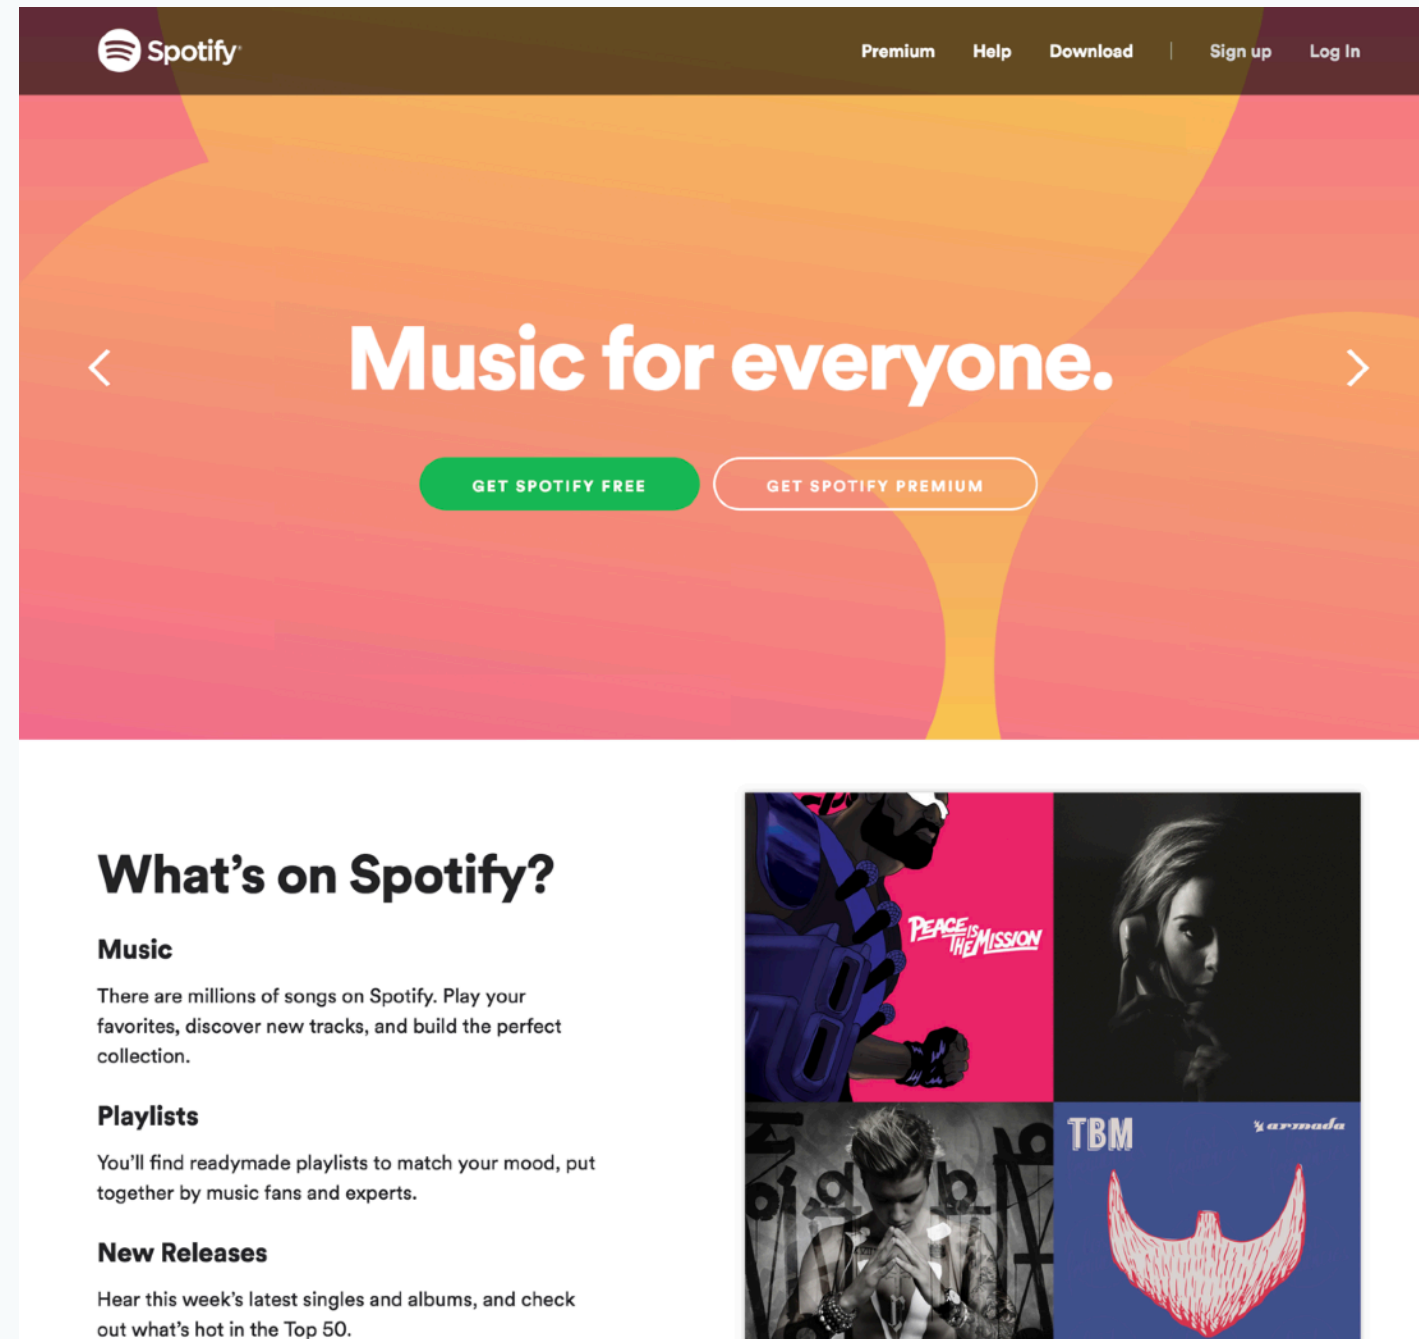 Spotify
Premium Help Download | Sign up Log In
Music for everyone.
GET SPOTIFY FREE
GET SPOTIFY PREMIUM
What's on Spotify?
Music
There are millions of songs on Spotify. Play your
favorites, discover new tracks, and build the perfect
collection.
Playlists
You'll find readymade playlists to match your mood, put
together by music fans and experts.
New Releases
Hear this week's latest singles and albums, and check
out what's hot in the Top 50.
PEACE IS
THE MISSION
TBM
armada